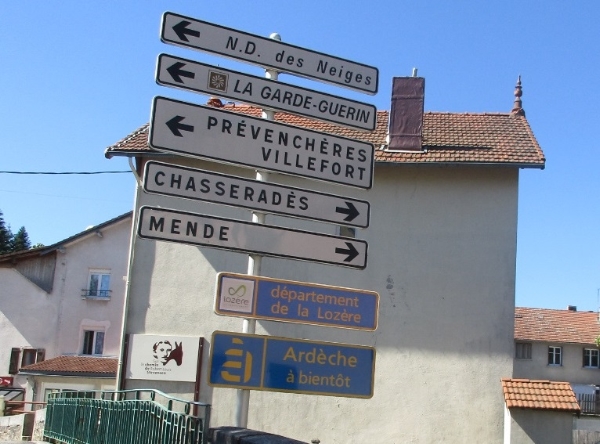 N.D. des Neiges
LA GARDE-GUERIN
PRÉVENCHÈRES
VILLEFORT
CHASSERADÈS
MENDE
lozère
département
de la Lozère
Ardèche
à bientôt